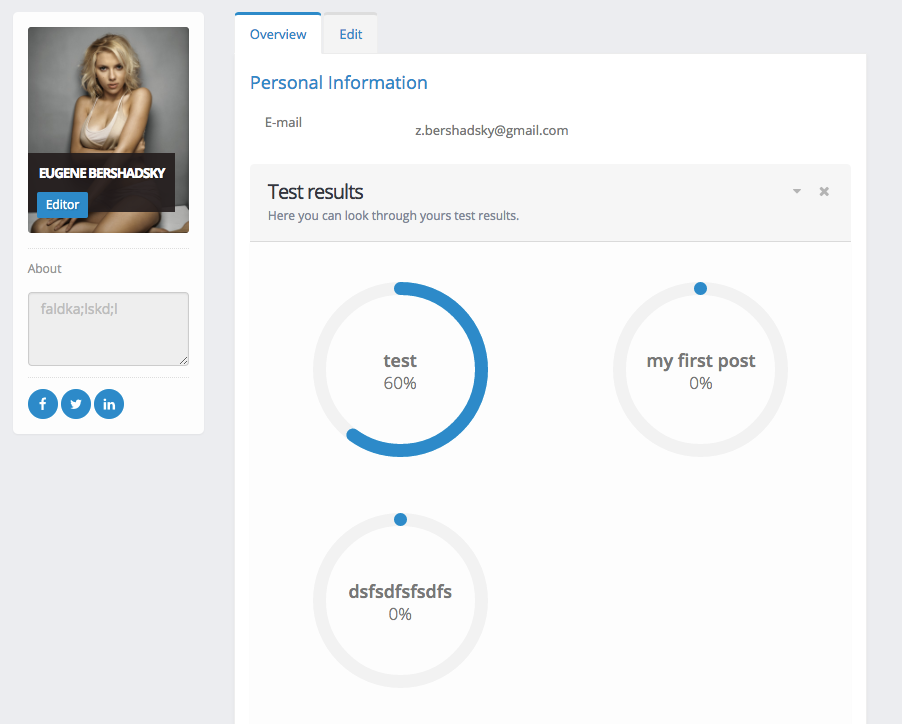 EUGENE BERSHADSKY
Editor
About
faldka;lskd;l
Overview
Edit
Personal Information
E-mail
z.bershadsky@gmail.com
Test results
Here you can look through yours test results.
test
60%
my first post
0%
dsfsdfsfsdfs
0%